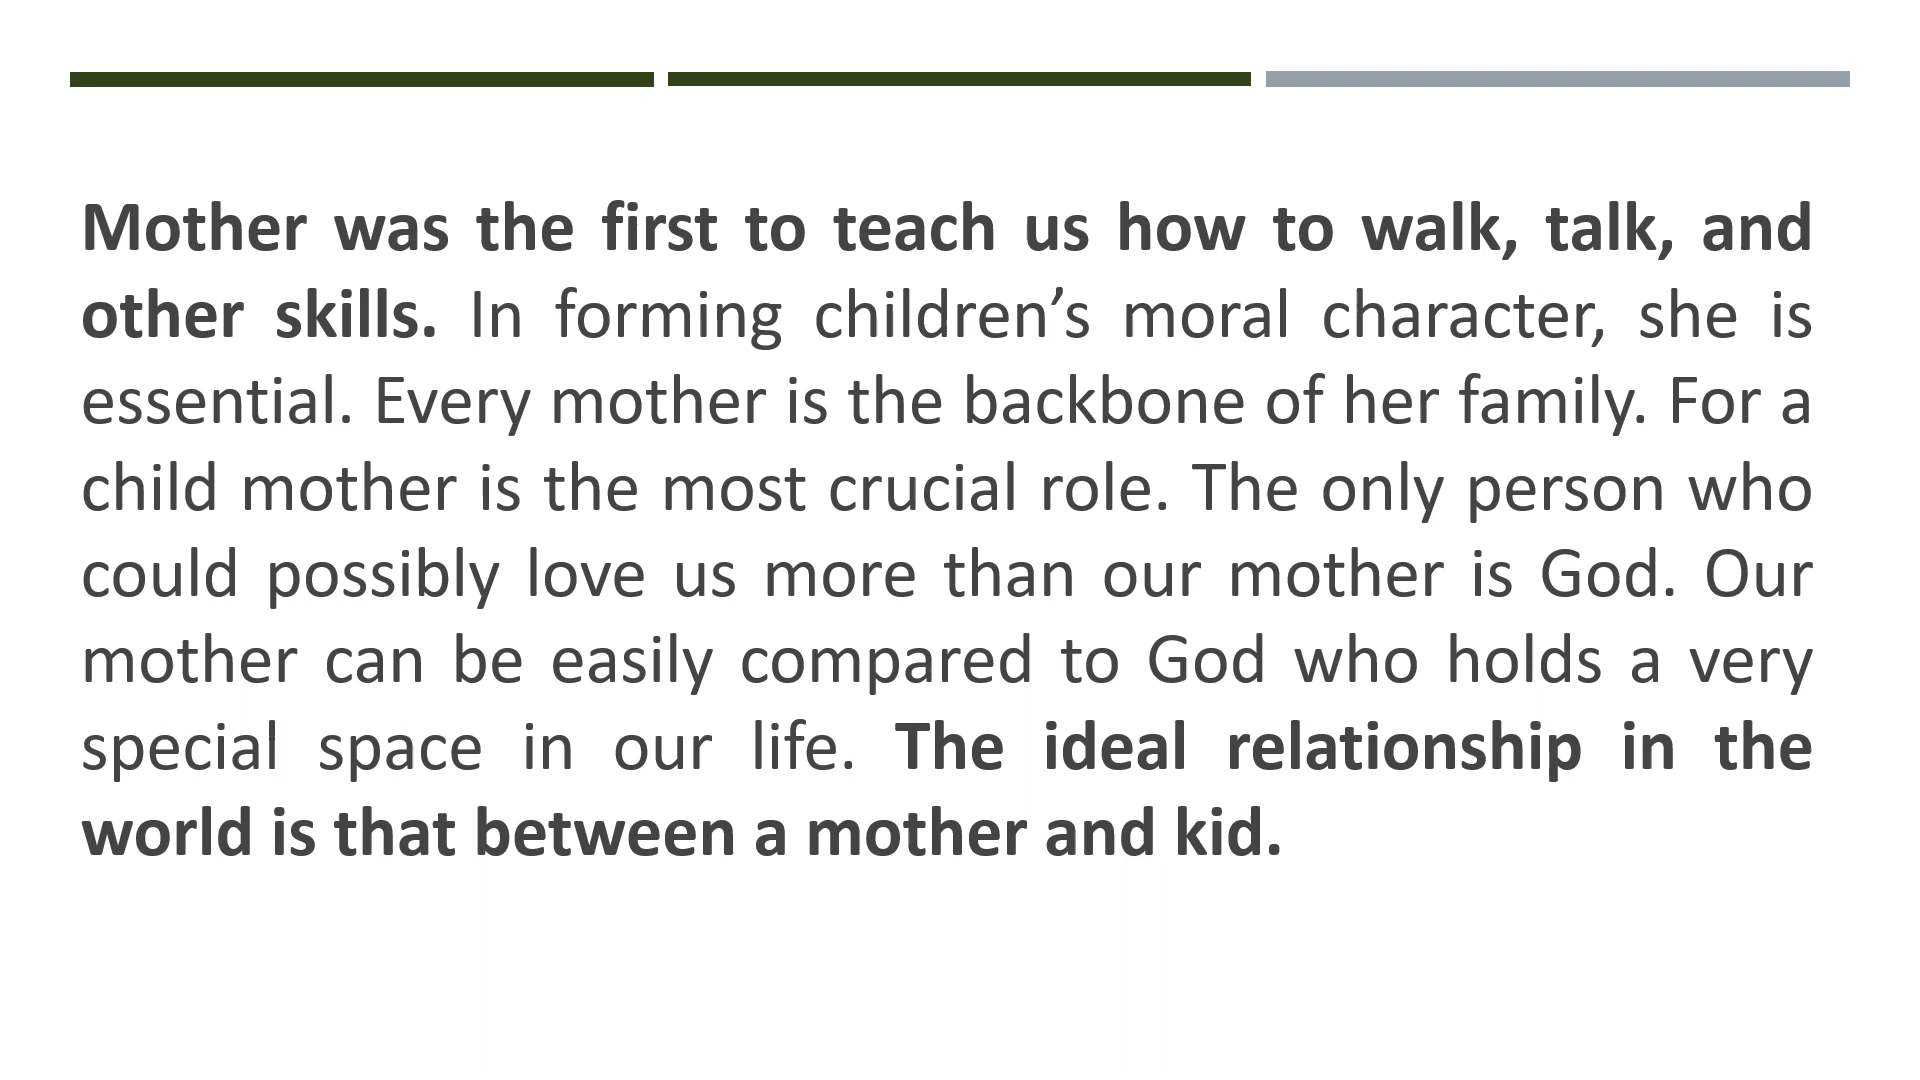 Mother was the first to teach us how to walk, talk, and
other skills. In forming children’s moral character, she is
essential. Every mother is the backbone of her family. For a
child mother is the most crucial role. The only person who
could possibly love us more than our mother is God. Our
mother can be easily compared to God who holds a very
special space in our life. The ideal relationship in the
world is that between a mother and kid.